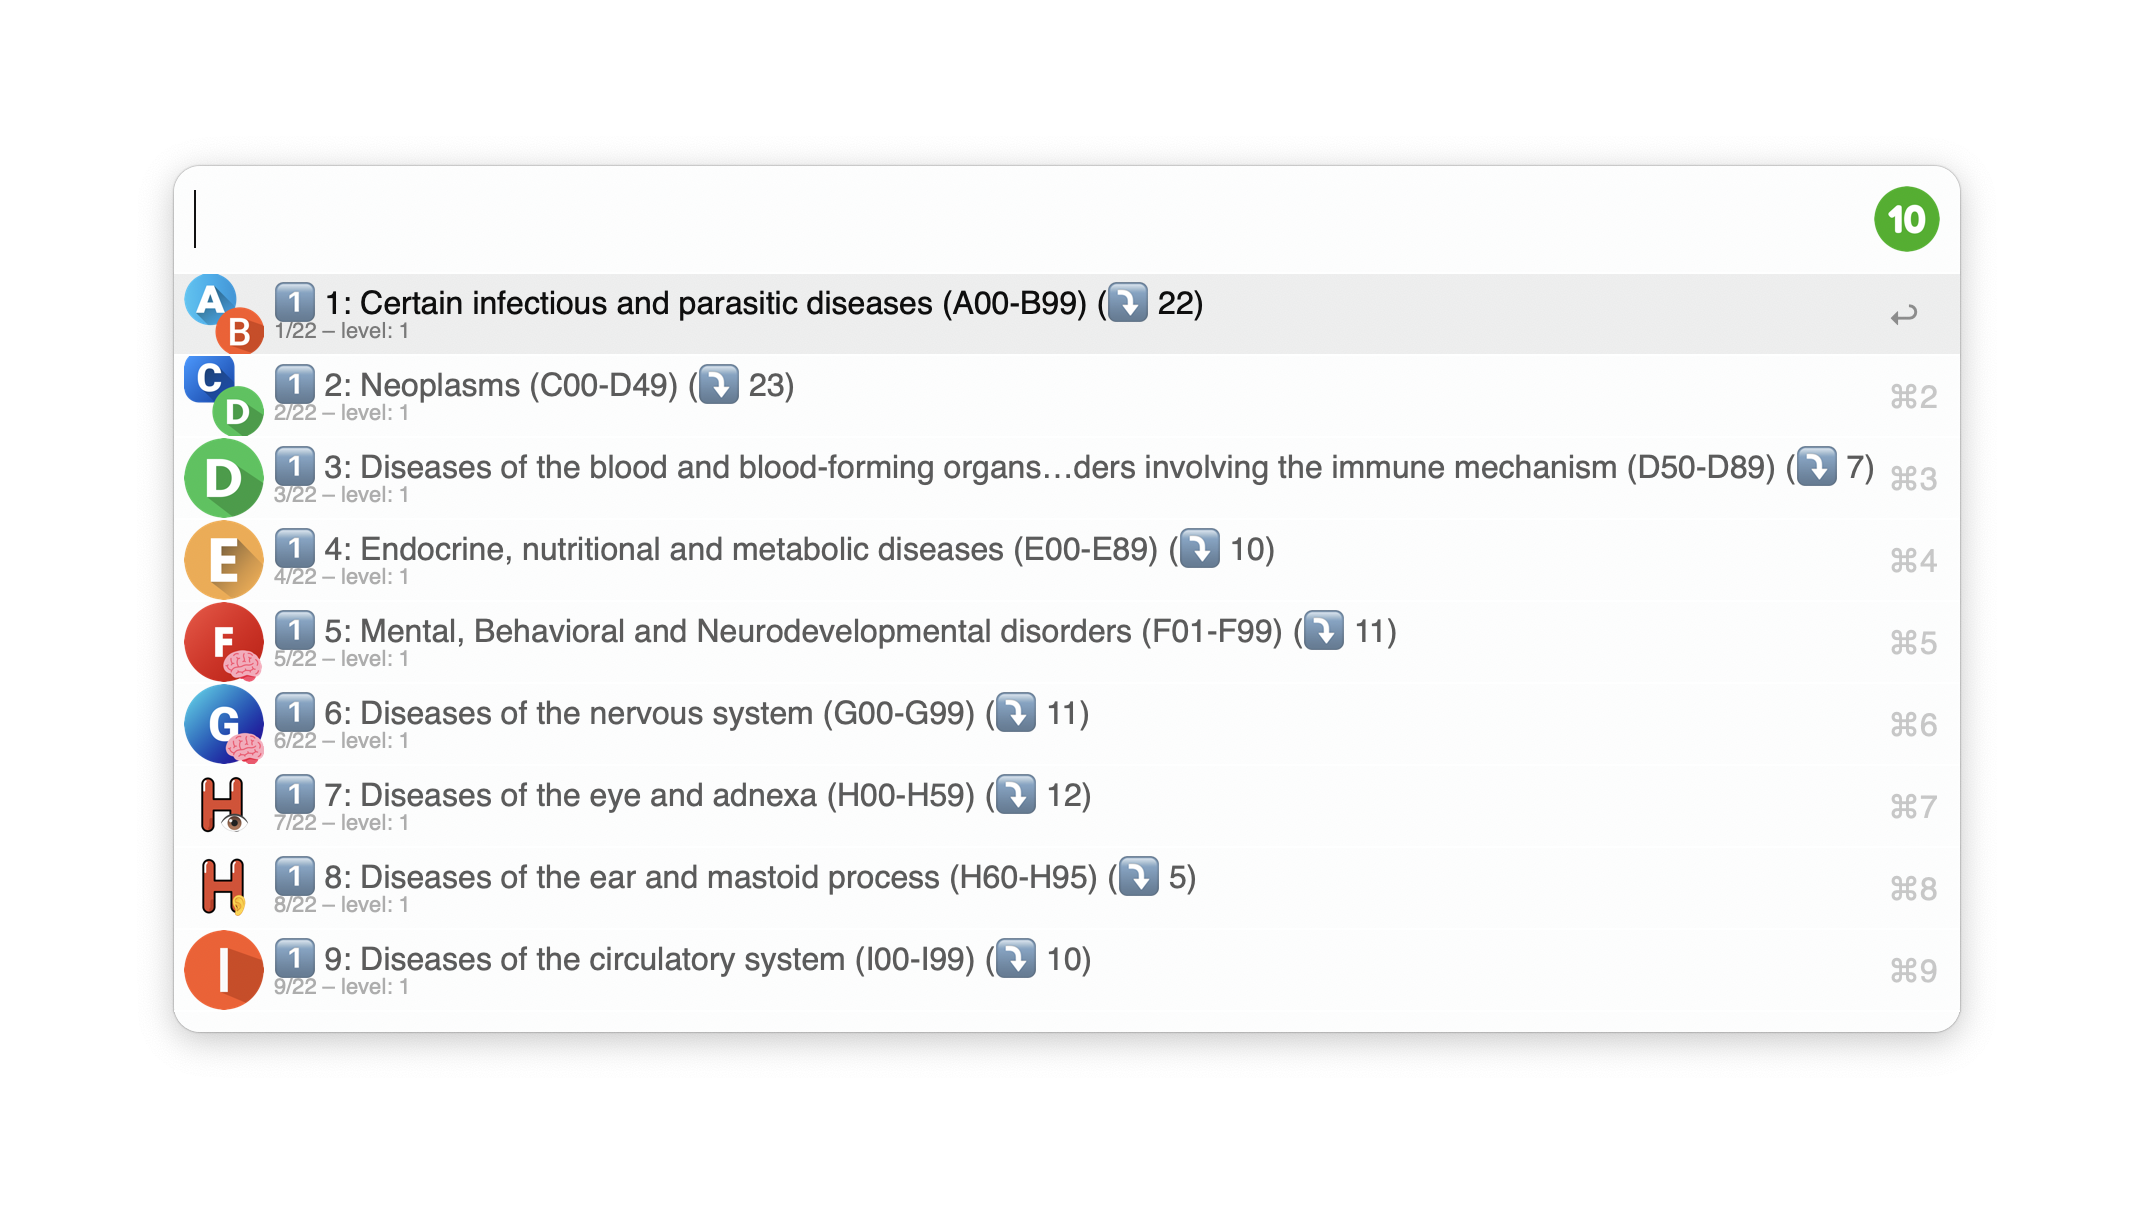 10
A
B
1 1: Certain infectious and parasitic diseases (A00-B99) (⤵️ 22)
1/22 – level: 1
C
D
1 2: Neoplasms (C00-D49) (⤵️ 23)
2/22 – level: 1
⌘2
D
1 3: Diseases of the blood and blood-forming organs…ders involving the immune mechanism (D50-D89) (⤵️ 7)
3/22 – level: 1
⌘3
E
1 4: Endocrine, nutritional and metabolic diseases (E00-E89) (⤵️ 10)
4/22 – level: 1
⌘4
F
1 5: Mental, Behavioral and Neurodevelopmental disorders (F01-F99) (⤵️ 11)
5/22 – level: 1
⌘5
G
1 6: Diseases of the nervous system (G00-G99) (⤵️ 11)
6/22 – level: 1
⌘6
H
1 7: Diseases of the eye and adnexa (H00-H59) (⤵️ 12)
7/22 – level: 1
⌘7
H
1 8: Diseases of the ear and mastoid process (H60-H95) (⤵️ 5)
8/22 – level: 1
⌘8
I
1 9: Diseases of the circulatory system (I00-I99) (⤵️ 10)
9/22 – level: 1
⌘9